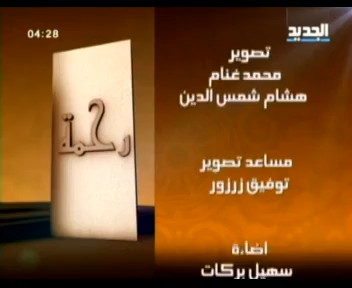 04:28
الجديد
رحمة
تصوير
محمد غنام
هشام شمس الدين
مساعد تصوير
توفيق زرزور
اضاءة
سهيل بركات